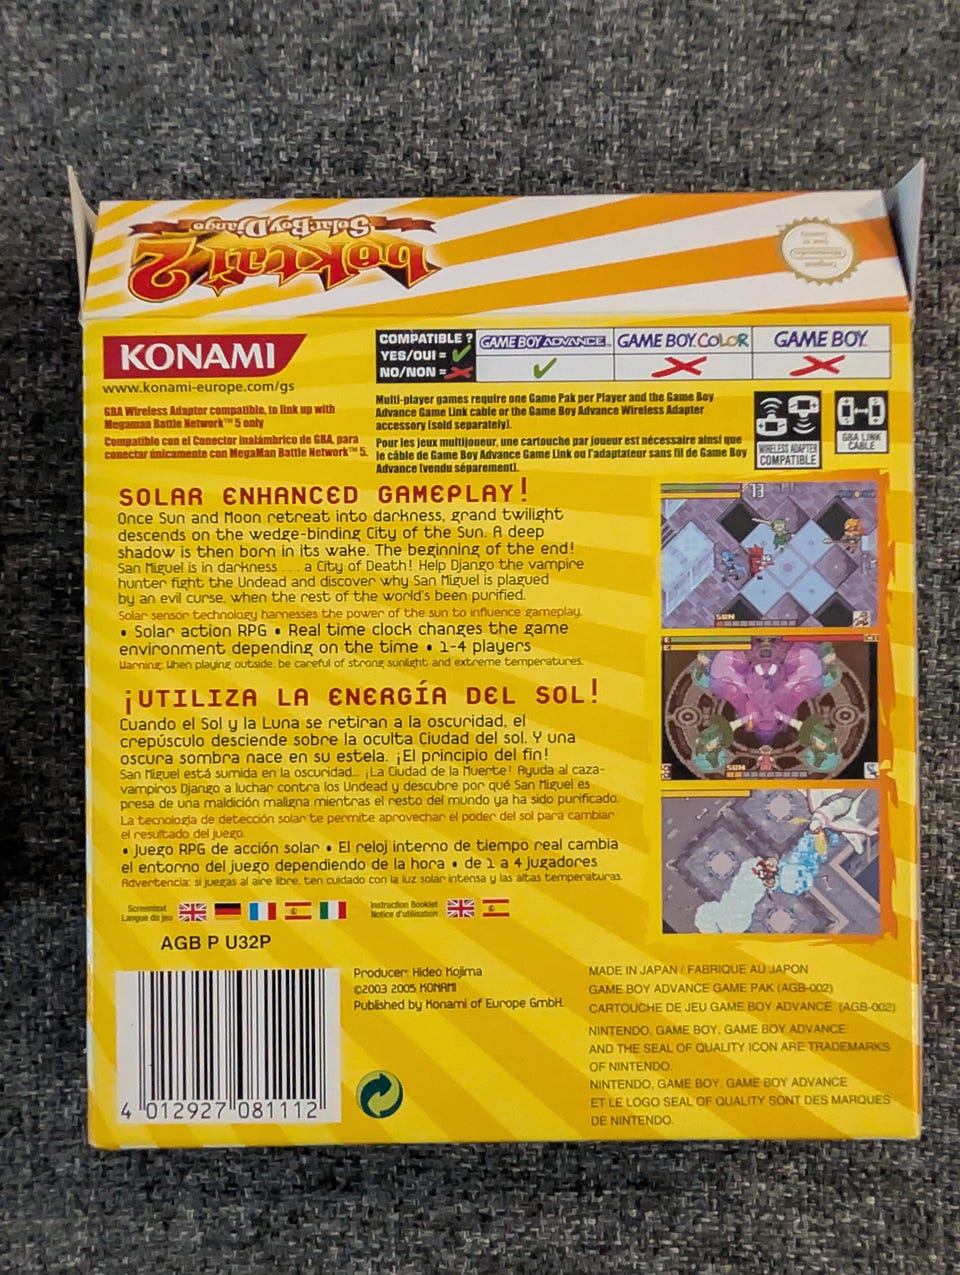 boktai 2
Solar Boy Django
KONAMI
www.konami-europe.com/gs
COMPATIBLE ?
YES/OUI =
NO/NON =
GAME BOY ADVANCE
GAME BOY COLOR
GAME BOY
GBA Wireless Adaptor compatible, to link up with
Megaman Battle Network™ 5 only
Compatible con el Conector inalámbrico de GBA, para
conectar únicamente con MegaMan Battle Network™ 5.
Multi-player games require one Game Pak per Player and the Game Boy
Advance Game Link cable or the Game Boy Advance Wireless Adapter
accessory (sold separately).
Pour les jeux multijoueur, une cartouche par joueur est nécessaire ainsi que
le câble de Game Boy Advance Game Link ou l'adaptateur sans fil de Game Boy
Advance (vendu séparement).
WIRELESS ADAPTER
COMPATIBLE
GBA LINK
CABLE
SOLAR ENHANCED GAMEPLAY!
Once Sun and Moon retreat into darkness, grand twilight
descends on the wedge-binding City of the Sun. A deep
shadow is then born in its wake. The beginning of the end!
San Miguel is in darkness . . . a City of Death! Help Django the vampire
hunter fight the Undead and discover why San Miguel is plagued
by an evil curse, when the rest of the world's been purified.
Solar sensor technology harnesses the power of the sun to influence gameplay.
• Solar action RPG • Real time clock changes the game
environment depending on the time • 1-4 players
Warning: When playing outside, be careful of strong sunlight and extreme temperatures.
¡UTILIZA LA ENERGÍA DEL SOL!
Cuando el Sol y la Luna se retiran a la oscuridad, el
crepúsculo desciende sobre la oculta Ciudad del sol. Y una
oscura sombra nace en su estela. ¡El principio del fin!
San Miguel está sumida en la oscuridad... ¡La Ciudad de la Muerte! Ayuda al caza-
vampiros Django a luchar contra los Undead y descubre por qué San Miguel es
presa de una maldición maligna mientras el resto del mundo ya ha sido purificado.
La tecnología de detección solar te permite aprovechar el poder del sol para cambiar
el resultado del juego.
• Juego RPG de acción solar • El reloj interno de tiempo real cambia
el entorno del juego dependiendo de la hora • de 1 a 4 jugadores
Advertencia: si juegas al aire libre, ten cuidado con la luz solar intensa y las altas temperaturas.
13
SUN
SUN
Screentext
Langue du jeu
Instruction Booklet
Notice d'utilisation
AGB P U32P
4 012927 081112
Producer: Hideo Kojima
©2003 2005 KONAMI
Published by Konami of Europe GmbH.
MADE IN JAPAN / FABRIQUE AU JAPON
GAME BOY ADVANCE GAME PAK (AGB-002)
CARTOUCHE DE JEU GAME BOY ADVANCE (AGB-002)
NINTENDO, GAME BOY, GAME BOY ADVANCE
AND THE SEAL OF QUALITY ICON ARE TRADEMARKS
OF NINTENDO.
NINTENDO, GAME BOY, GAME BOY ADVANCE
ET LE LOGO SEAL OF QUALITY SONT DES MARQUES
DE NINTENDO.